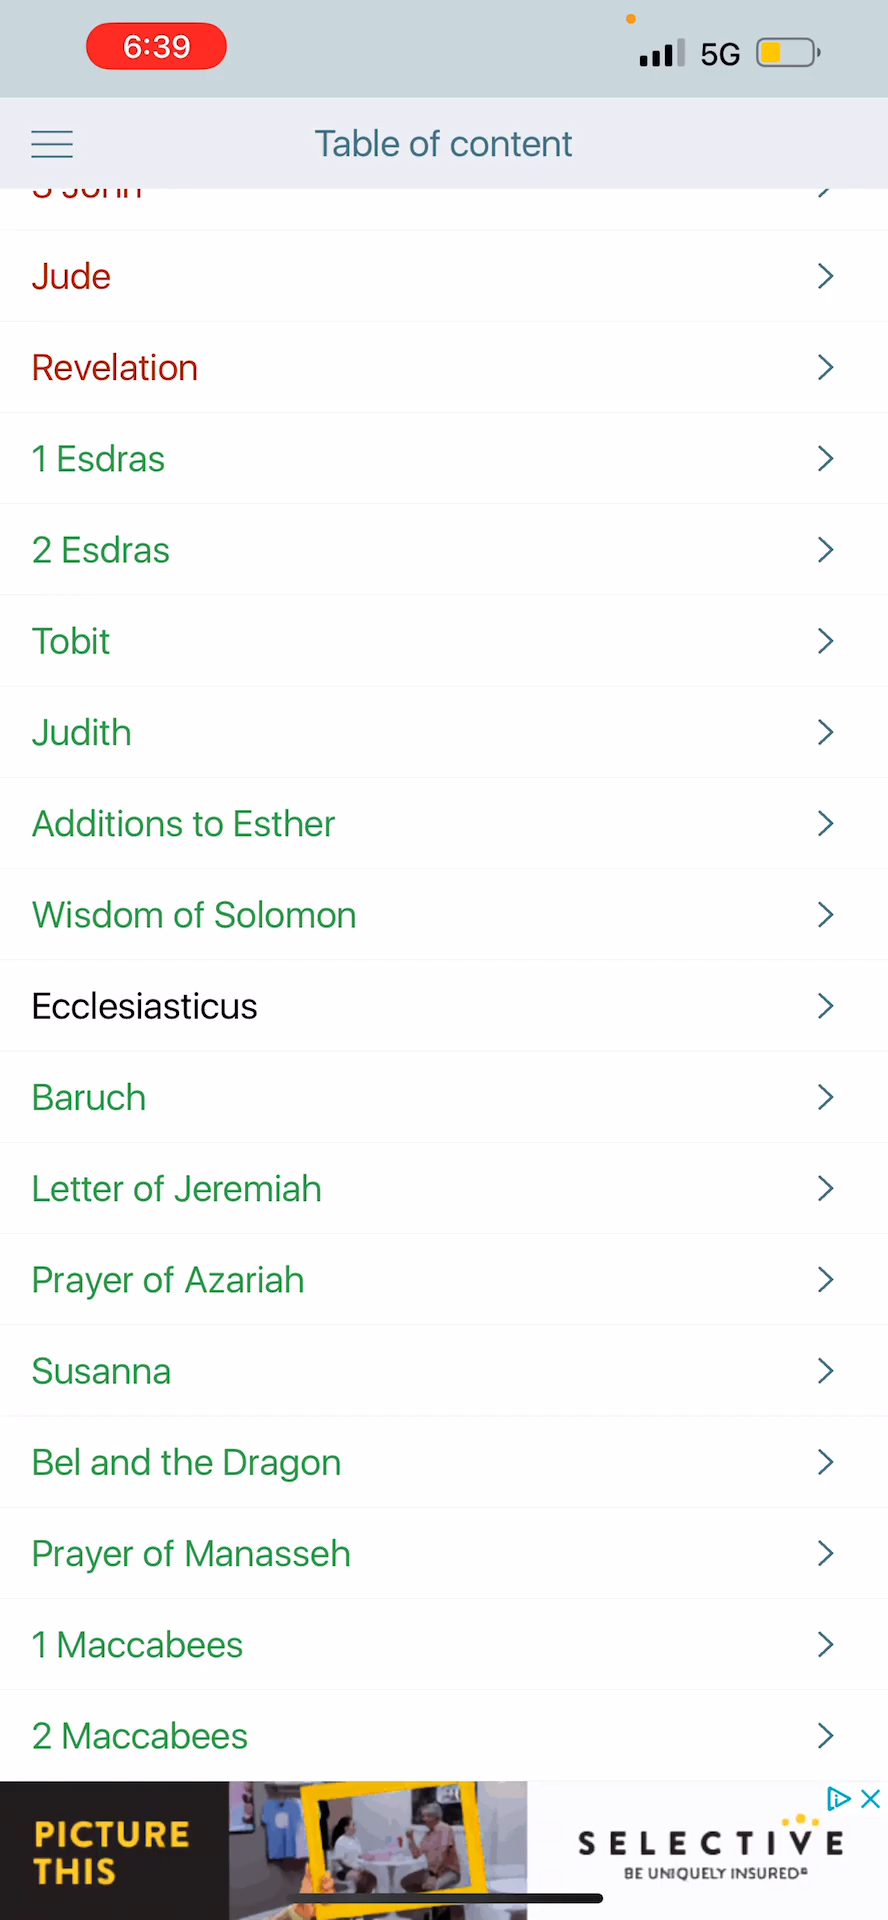 6:39
5G
Table of content
3 John
Jude
Revelation
1 Esdras
2 Esdras
Tobit
Judith
Additions to Esther
Wisdom of Solomon
Ecclesiasticus
Baruch
Letter of Jeremiah
Prayer of Azariah
Susanna
Bel and the Dragon
Prayer of Manasseh
1 Maccabees
2 Maccabees
PICTURE
THIS
SELECTIVE
BE UNIQUELY INSURED®